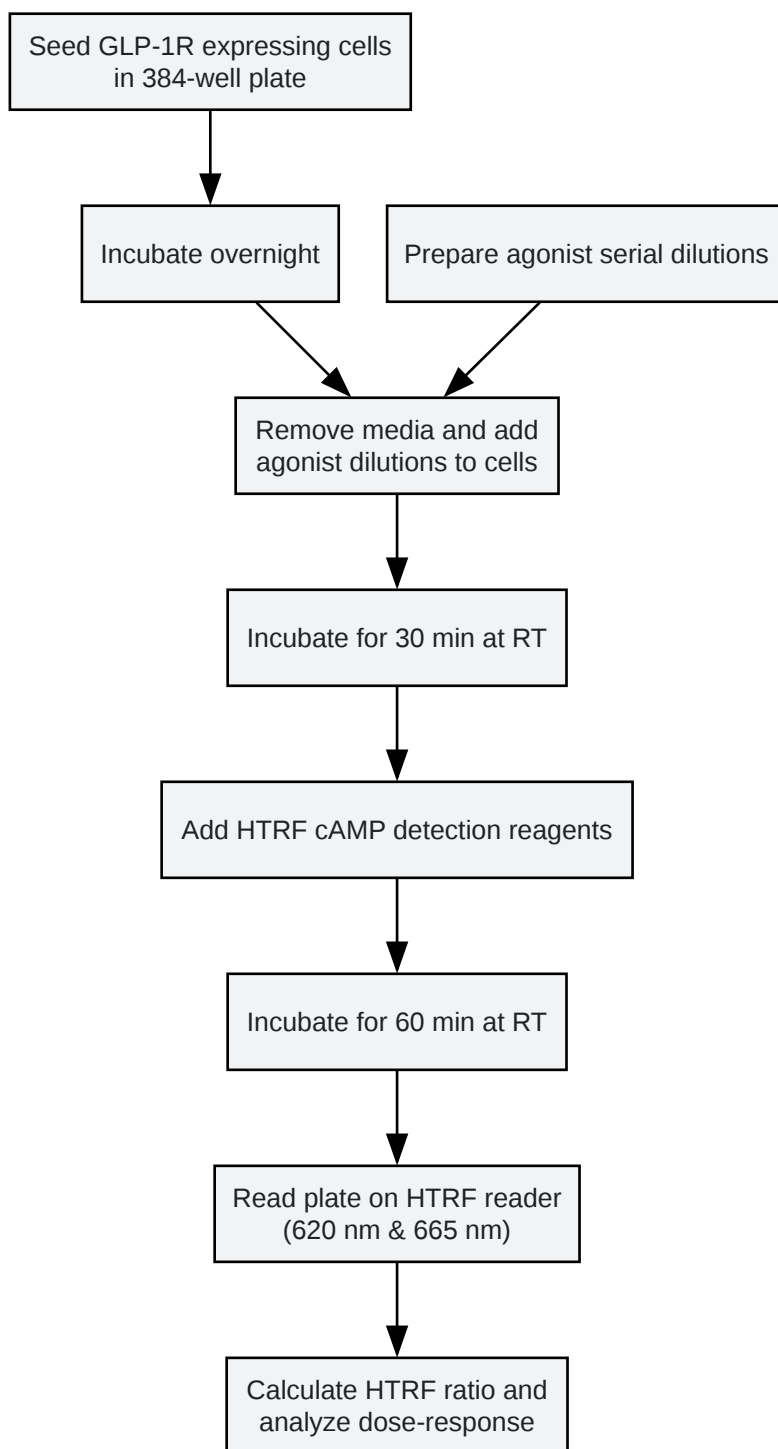 Seed GLP-1R expressing cells
in 384-well plate
Incubate overnight
Prepare agonist serial dilutions
Remove media and add
agonist dilutions to cells
Incubate for 30 min at RT
Add HTRF cAMP detection reagents
Incubate for 60 min at RT
Read plate on HTRF reader
(620 nm & 665 nm)
Calculate HTRF ratio and
analyze dose-response